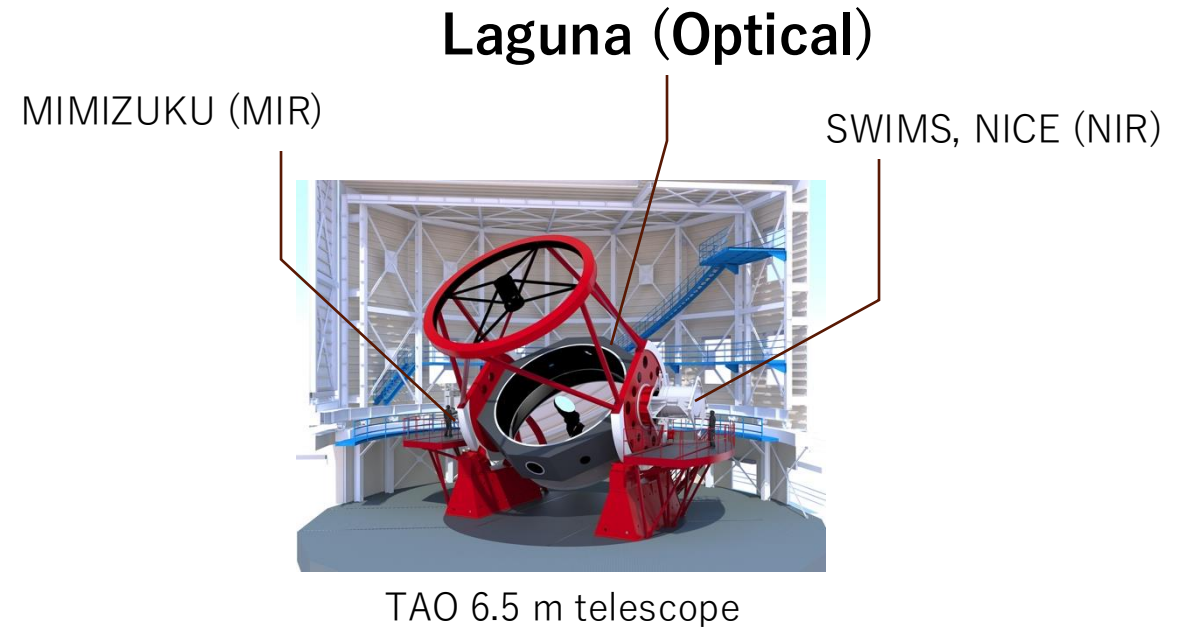 Laguna (Optical)
MIMIZUKU (MIR)
SWIMS, NICE (NIR)
TAO 6.5 m telescope